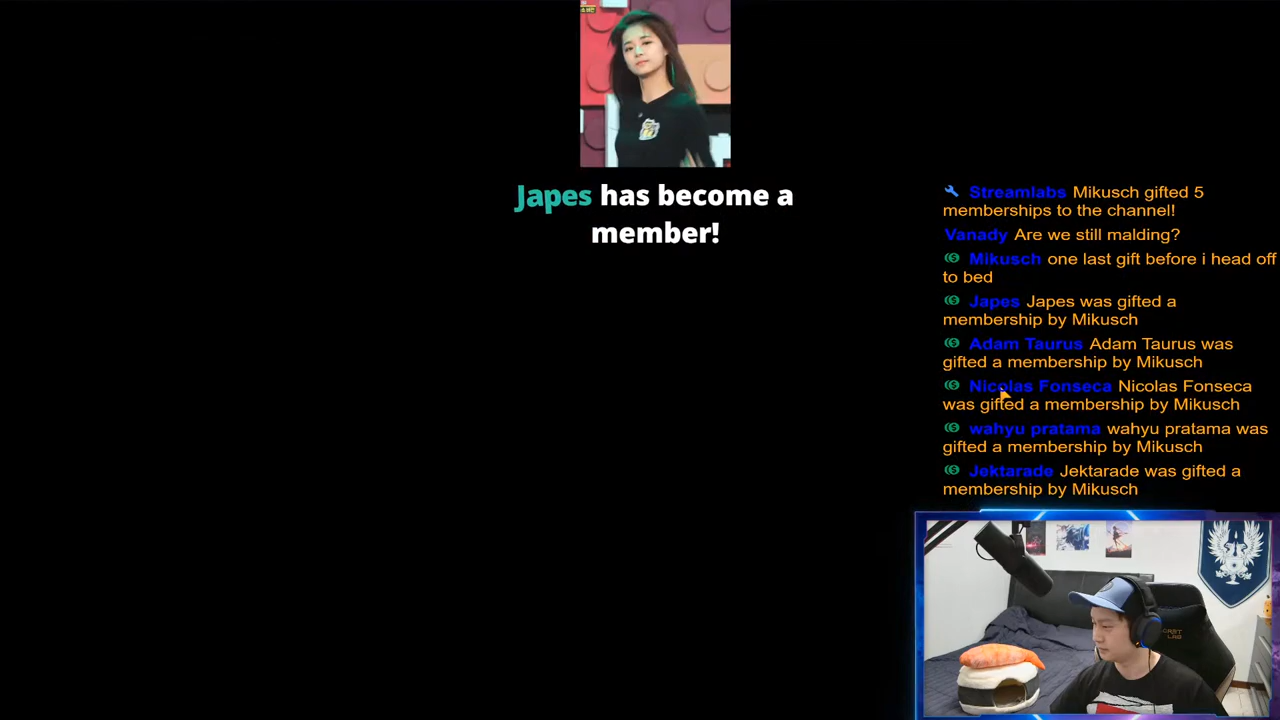 Japes has become a
member!
Streamlabs Mikusch gifted 5
memberships to the channel!
Vanady Are we still malding?
Mikusch one last gift before i head off
to bed
Japes Japes was gifted a
membership by Mikusch
Adam Taurus Adam Taurus was
gifted a membership by Mikusch
Nicolas Fonseca Nicolas Fonseca
was gifted a membership by Mikusch
wahyu pratama wahyu pratama was
gifted a membership by Mikusch
Jektarade Jektarade was gifted a
membership by Mikusch